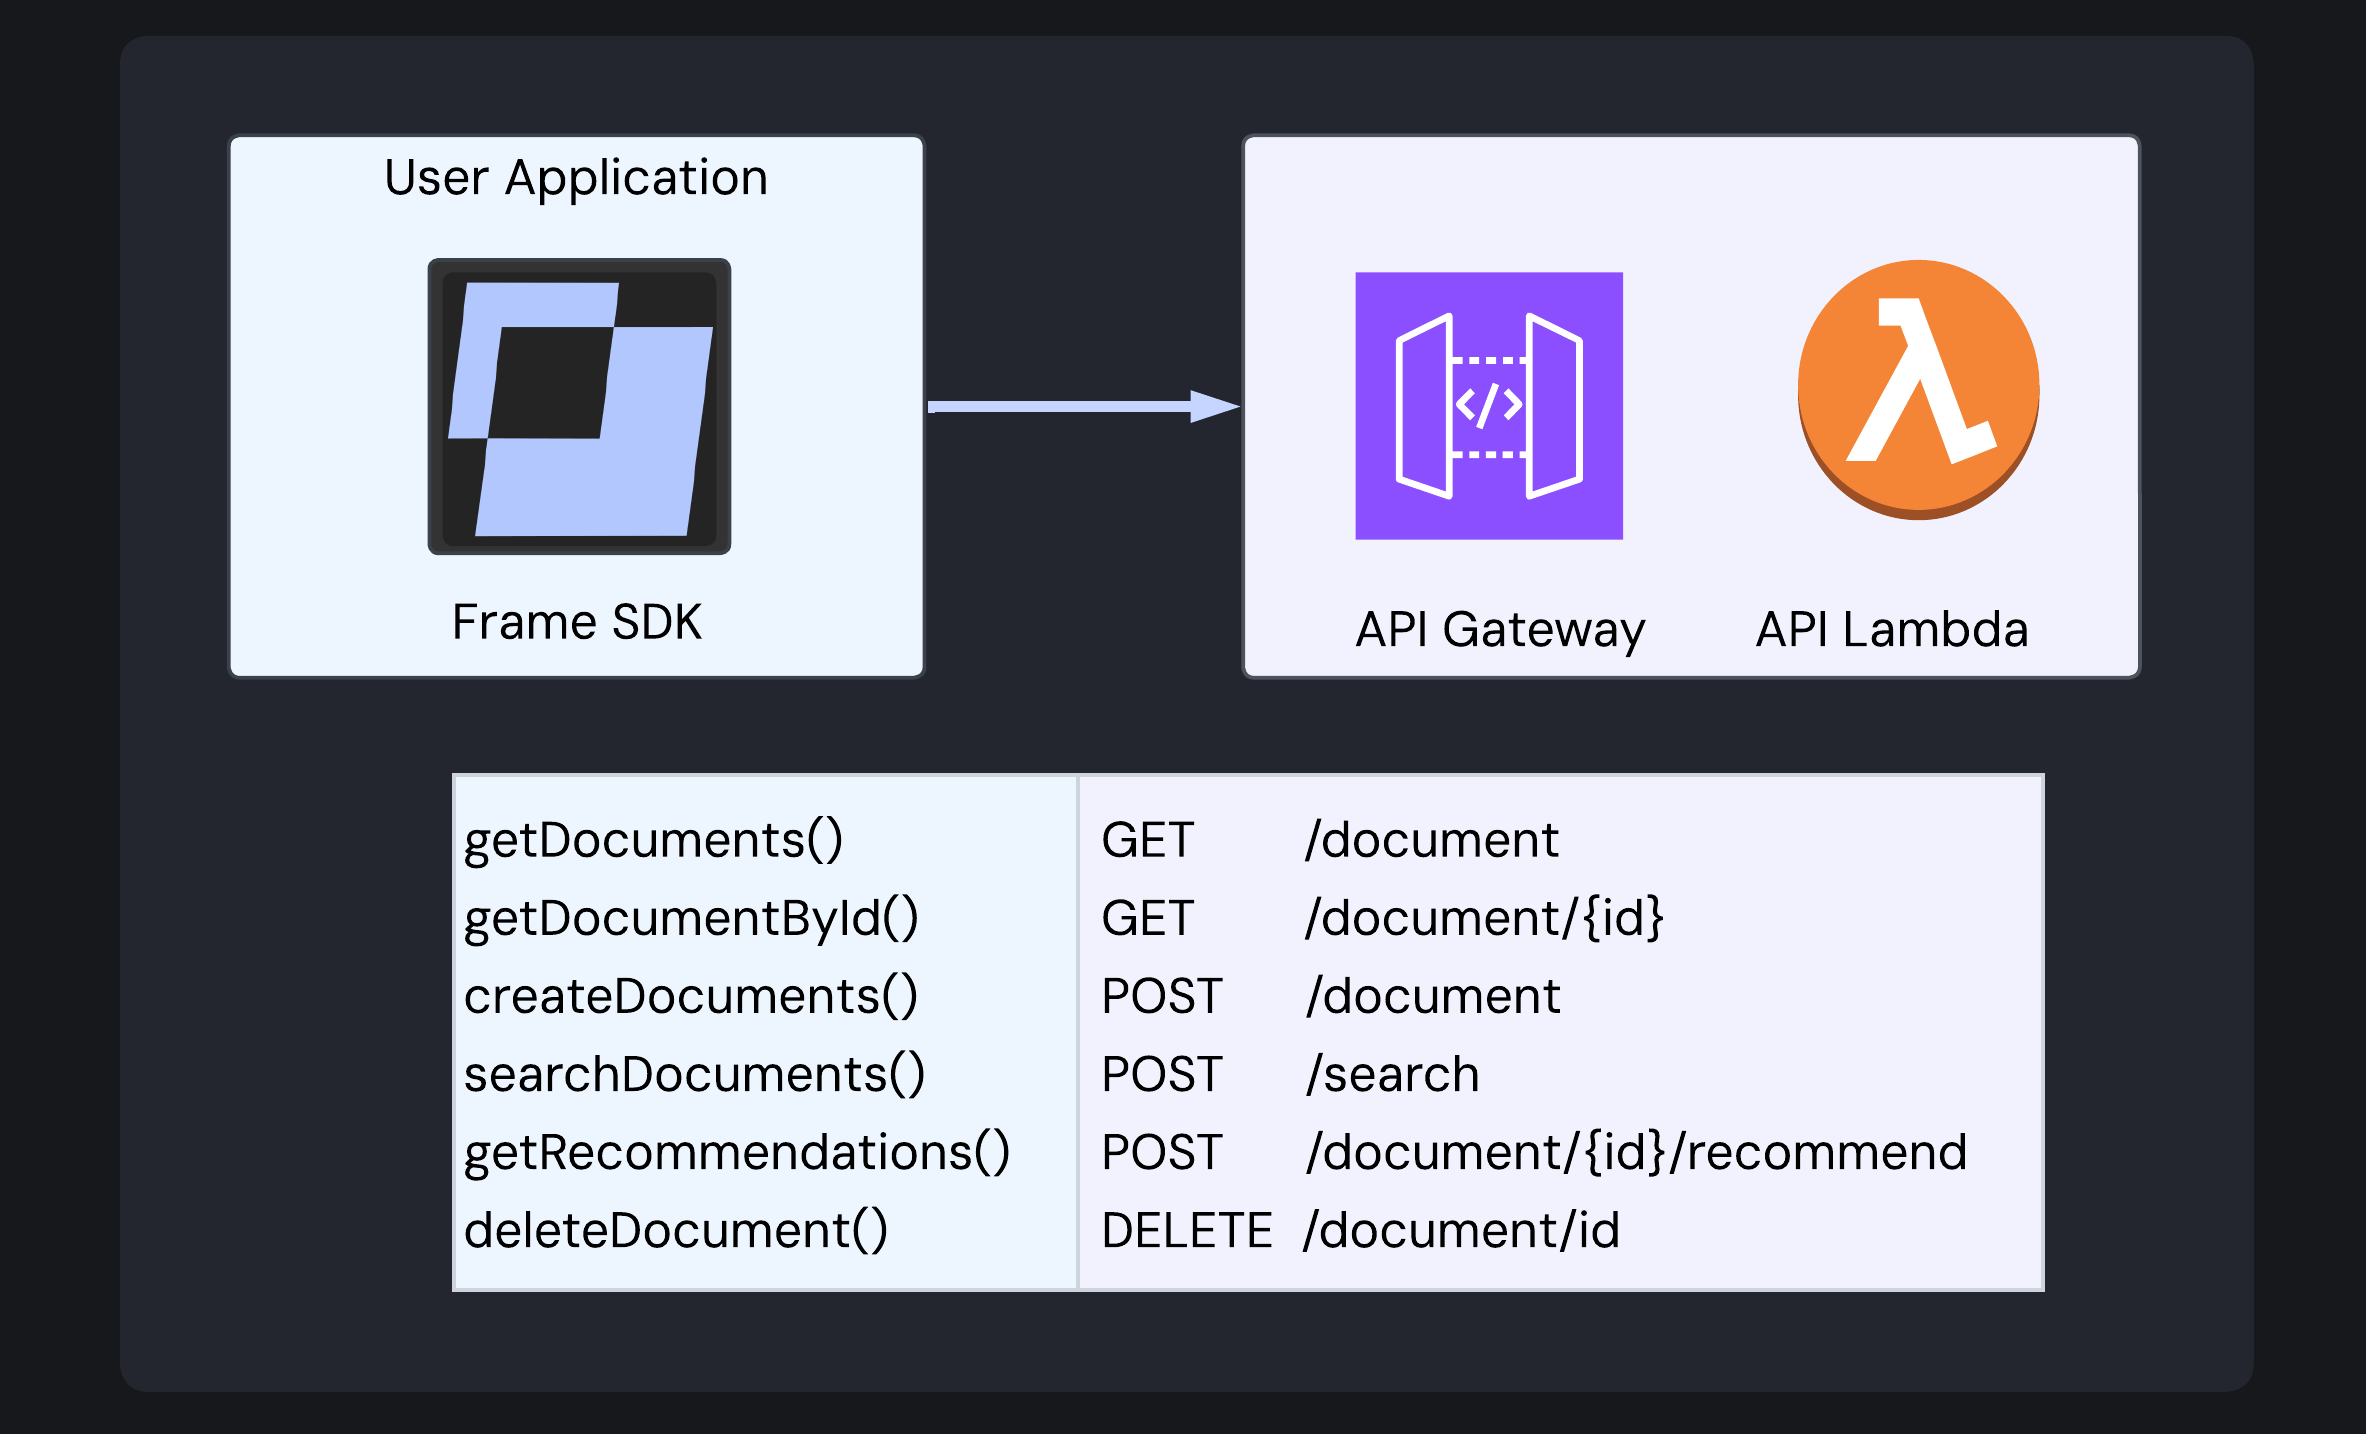 User Application
Frame SDK
API Gateway
API Lambda
getDocuments() GET /document
getDocumentById() GET /document/{id}
createDocuments() POST /document
searchDocuments() POST /search
getRecommendations() POST /document/{id}/recommend
deleteDocument() DELETE /document/id